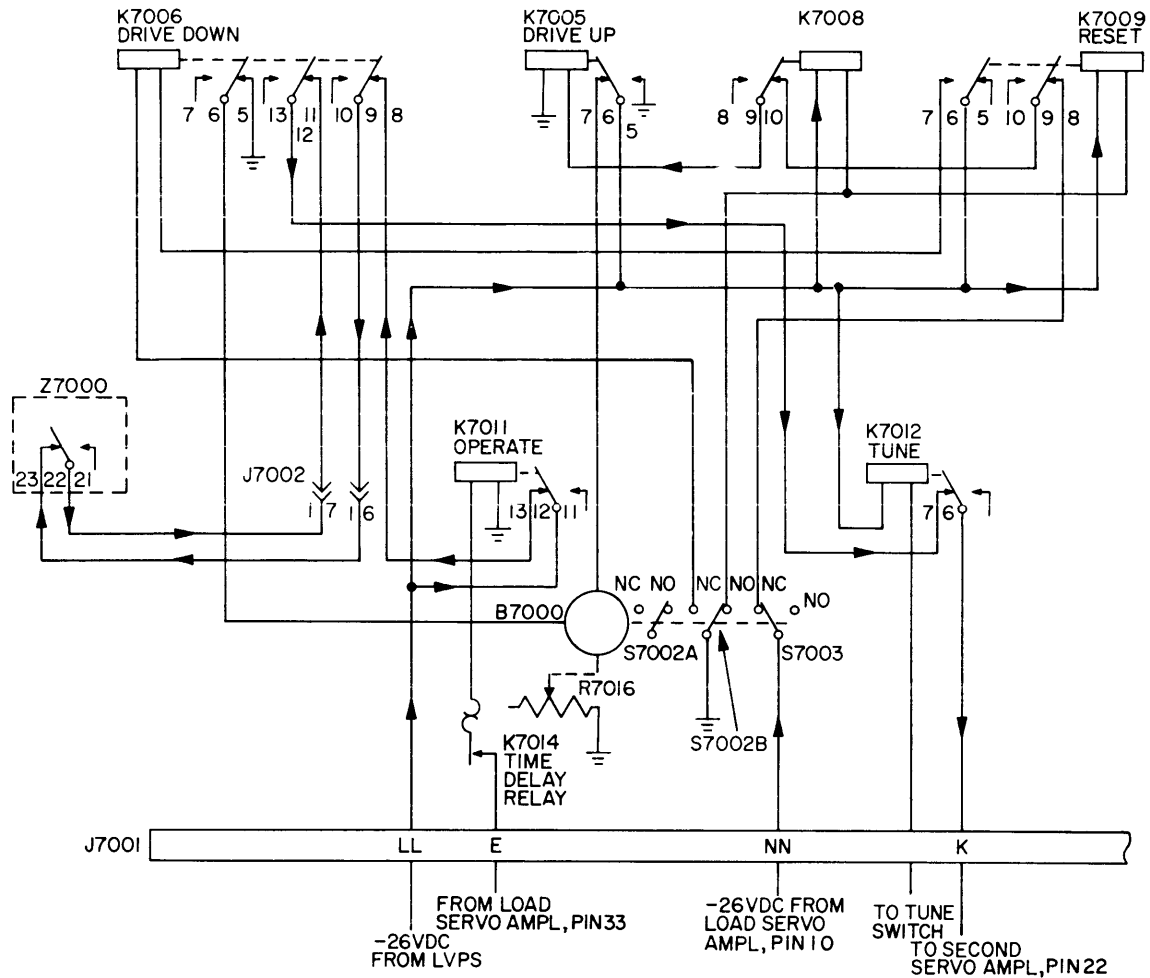 K7006
DRIVE DOWN
K7005
DRIVE UP
K7008
K7009
RESET
7 6 5
13 11
12
10 9 8
7 6
5
8 9 10
7 6 5
10 9 8
Z7000
23 22 21
J7002
1 7
1 6
K7011
OPERATE
13 12 11
K7012
TUNE
7 6
NC NO NC NO NC NO
B7000
S7002A
S7003
R7016
S7002B
K7014
TIME
DELAY
RELAY
J7001
LL E NN K
FROM LOAD
SERVO AMPL, PIN33
-26VDC
FROM LVPS
-26VDC FROM
LOAD SERVO
AMPL, PIN 10
TO TUNE
SWITCH
TO SECOND
SERVO AMPL, PIN22